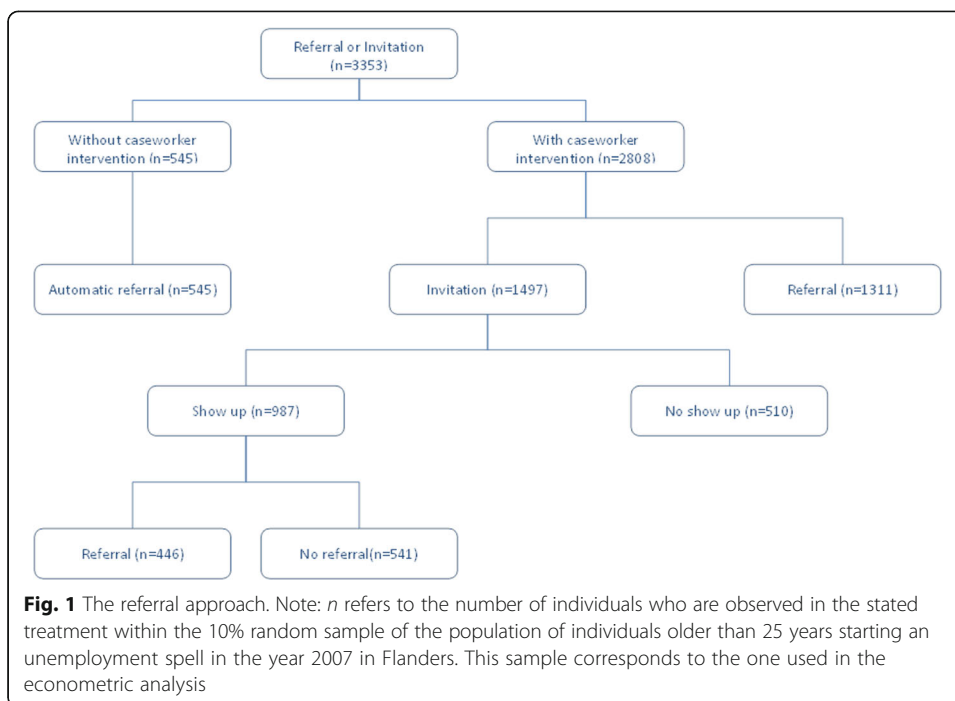 Referral or Invitation
(n=3353)
Without caseworker
intervention (n=545)
With caseworker
intervention (n=2808)
Automatic referral (n=545)
Invitation (n=1497)
Referral (n=1311)
Show up (n=987)
No show up (n=510)
Referral (n=446)
No referral(n=541)
Fig. 1 The referral approach. Note: n refers to the number of individuals who are observed in the stated
treatment within the 10% random sample of the population of individuals older than 25 years starting an
unemployment spell in the year 2007 in Flanders. This sample corresponds to the one used in the
econometric analysis